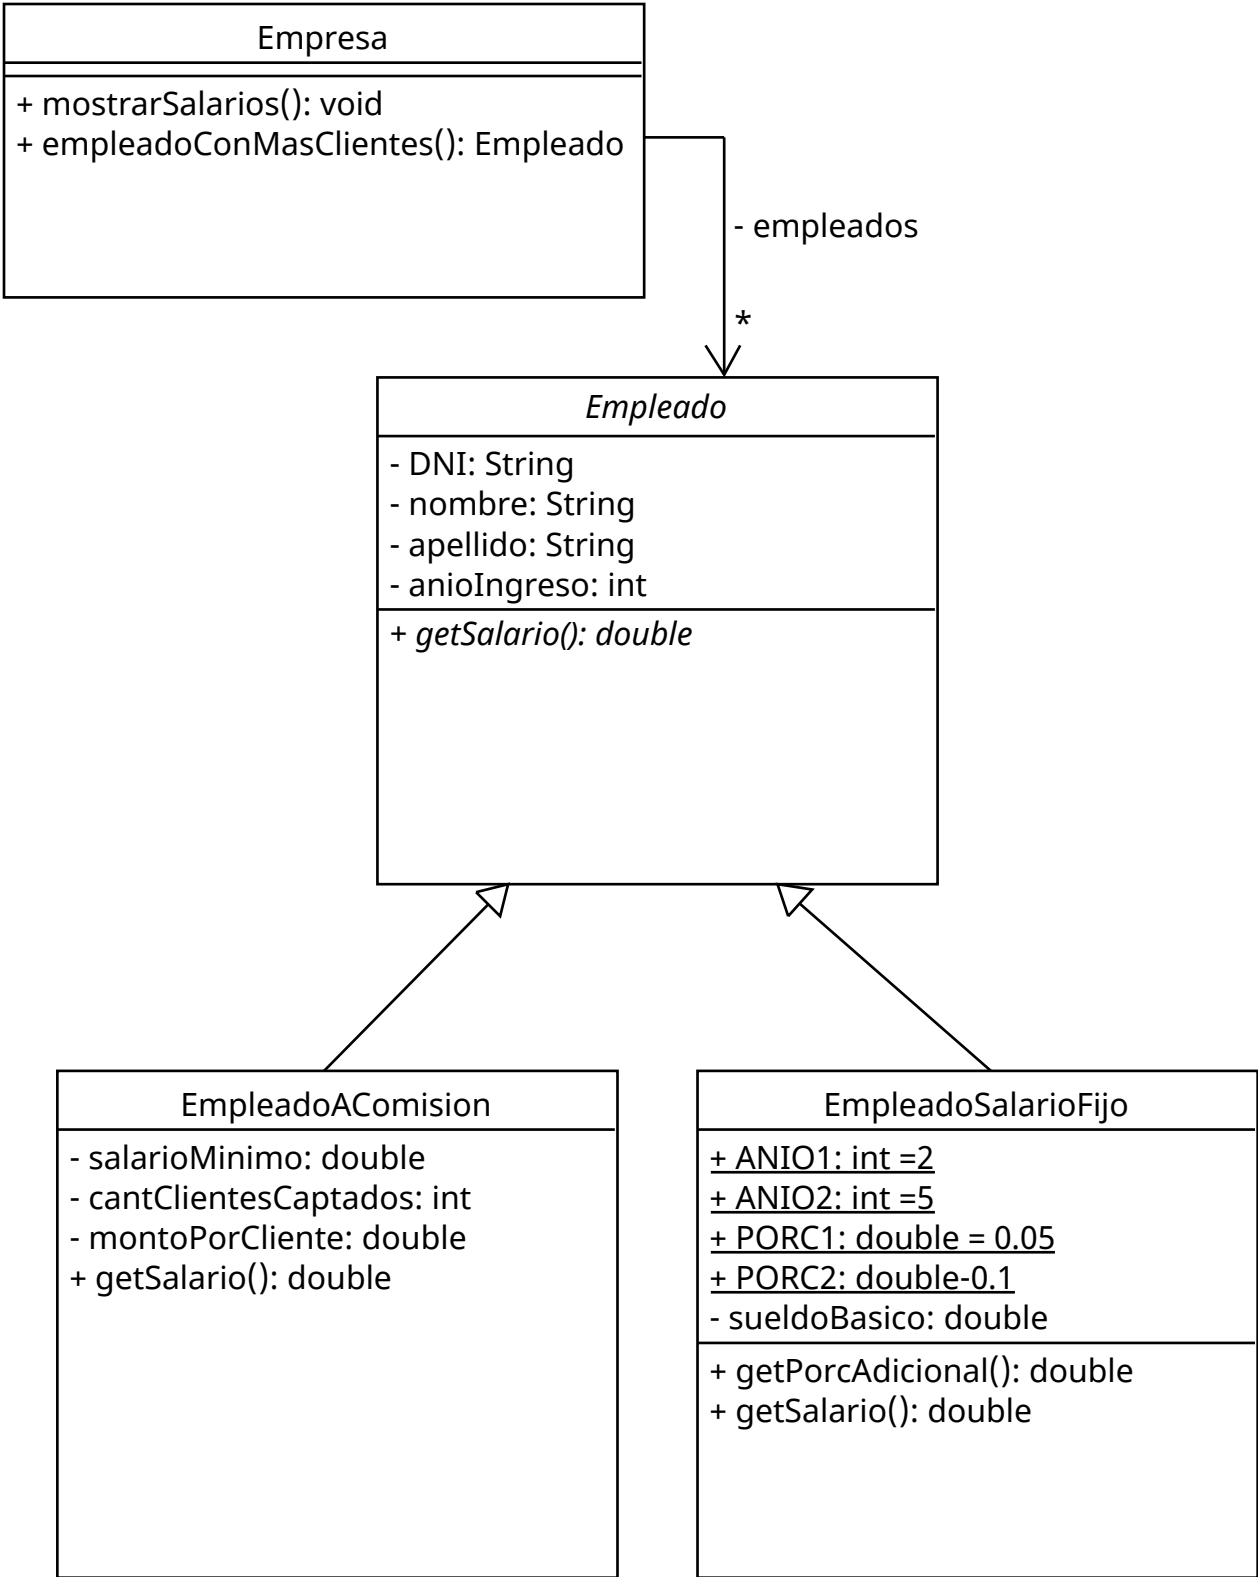 Empresa
+ mostrarSalarios(): void
+ empleadoConMasClientes(): Empleado
- empleados
*
Empleado
- DNI: String
- nombre: String
- apellido: String
- anioIngreso: int
+ getSalario(): double
EmpleadoAComision
- salarioMinimo: double
- cantClientesCaptados: int
- montoPorCliente: double
+ getSalario(): double
EmpleadoSalarioFijo
+ ANIO1: int =2
+ ANIO2: int =5
+ PORC1: double = 0.05
+ PORC2: double-0.1
- sueldoBasico: double
+ getPorcAdicional(): double
+ getSalario(): double